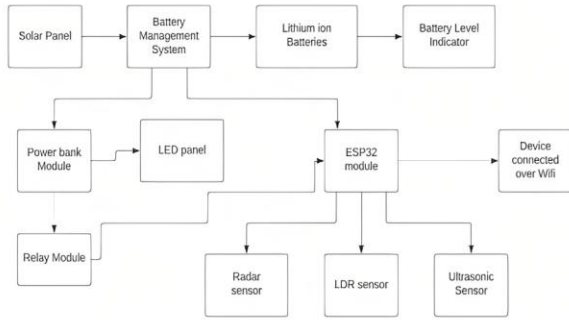 Solar Panel
Battery
Management
System
Lithium ion
Batteries
Battery Level
Indicator
Power bank
Module
LED panel
ESP32
module
Device
connected
over Wifi
Relay Module
Radar
sensor
LDR sensor
Ultrasonic
Sensor